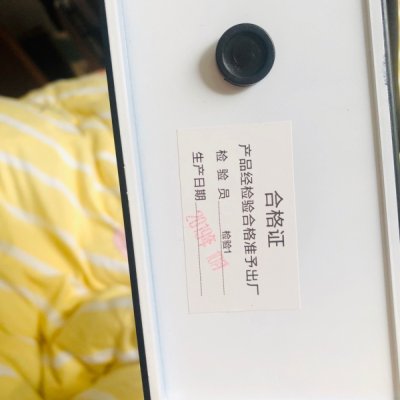 合格证
产品经检验合格准予出厂
检 验 员 检验1
生产日期